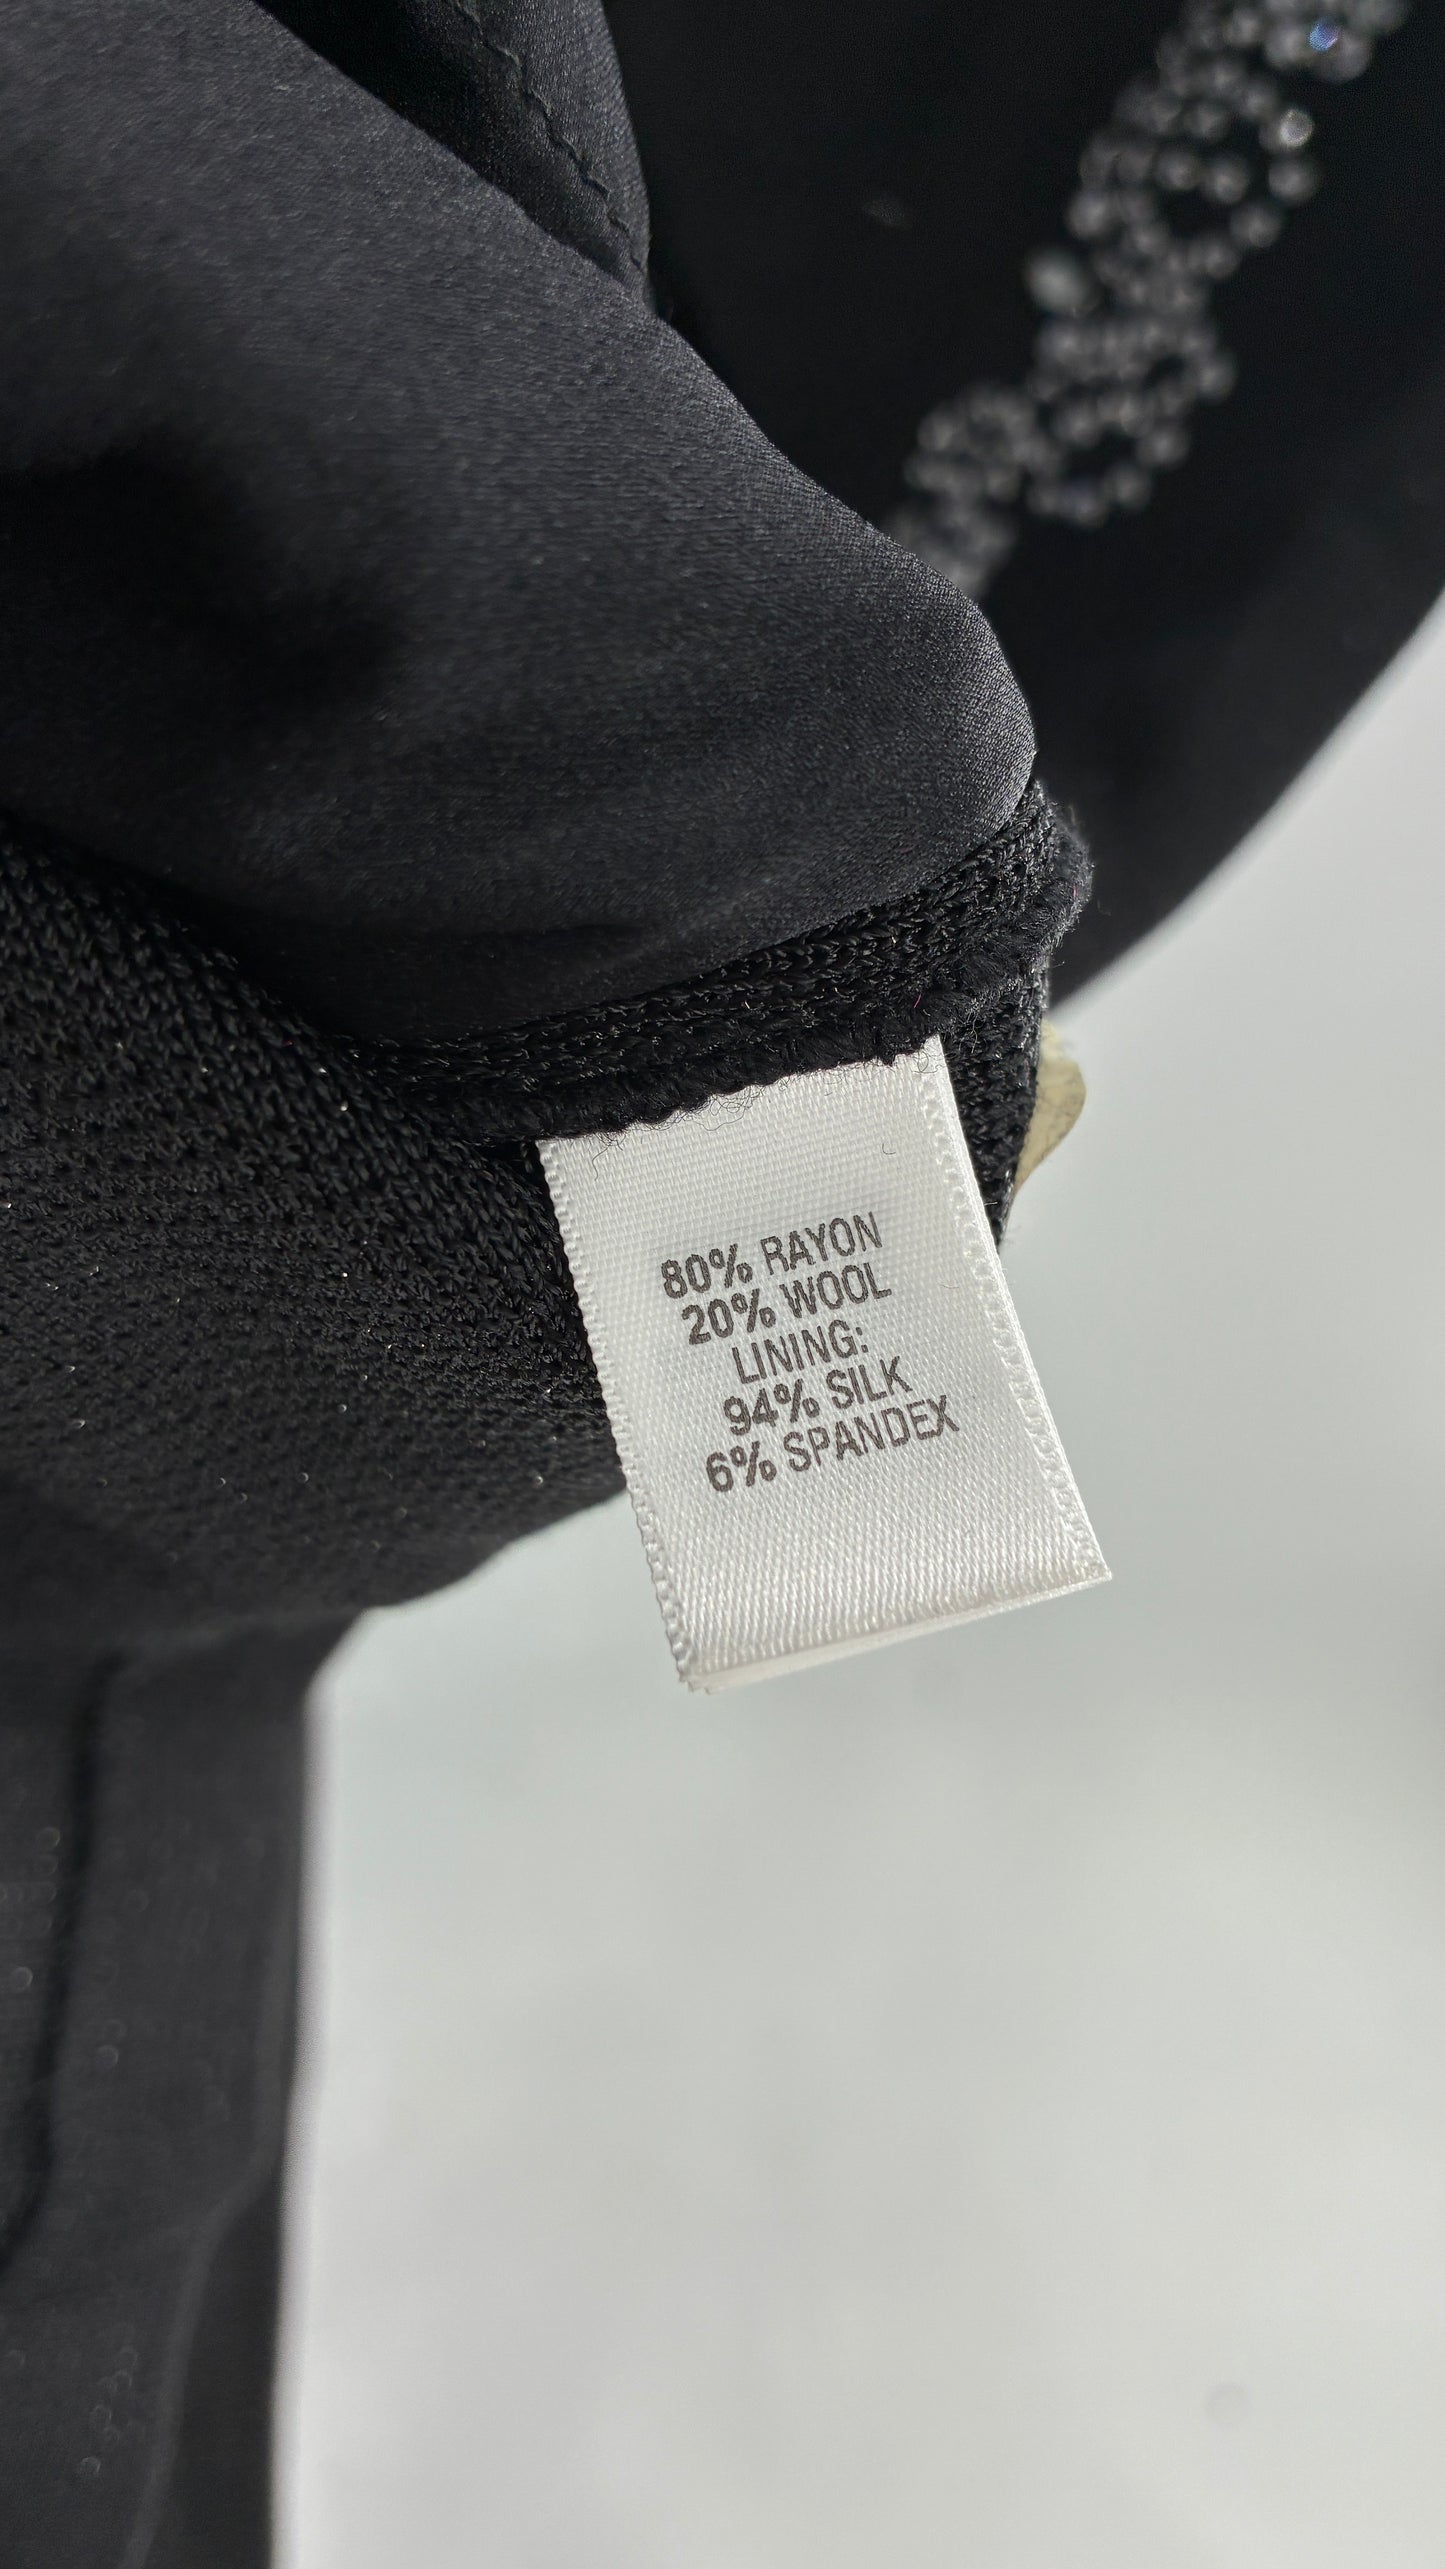 80% RAYON
20% WOOL
LINING:
94% SILK
6% SPANDEX